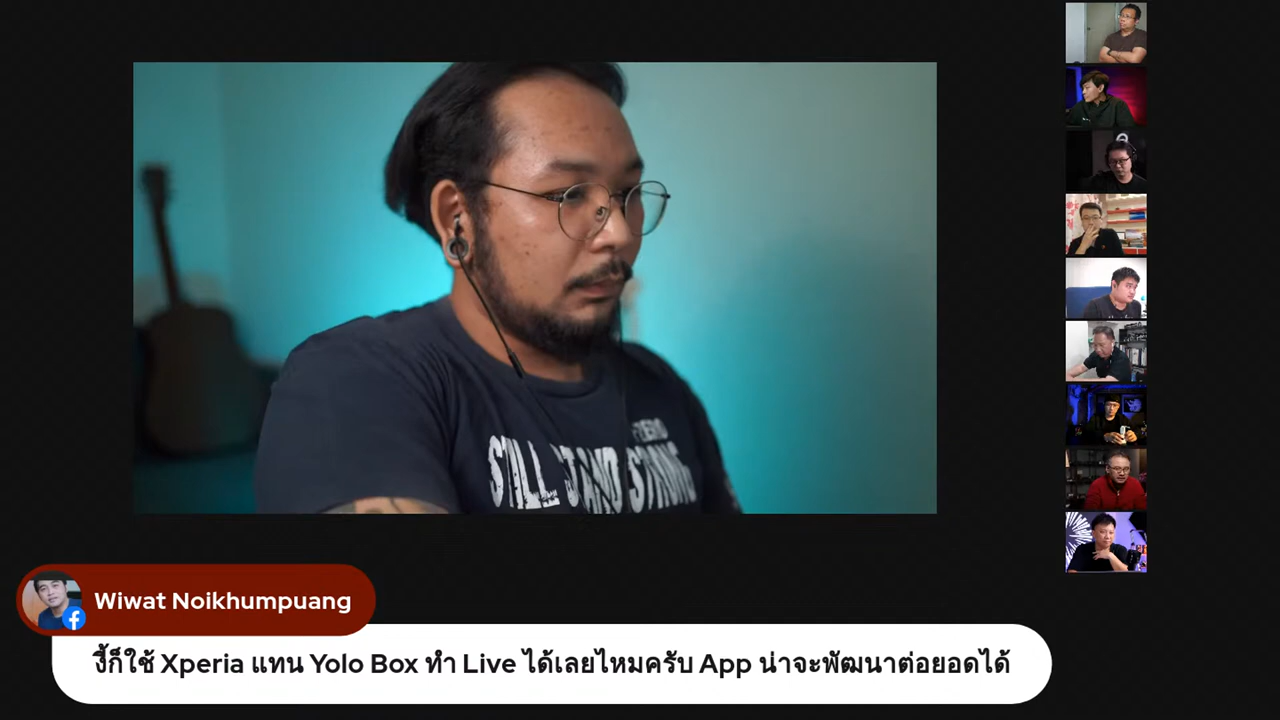 STILL STAND STRONG
Wiwat Noikhumpuang
งี้ก็ใช้ Xperia แทน Yolo Box ทำ Live ได้เลยไหมครับ App น่าจะพัฒนาต่อยอดได้